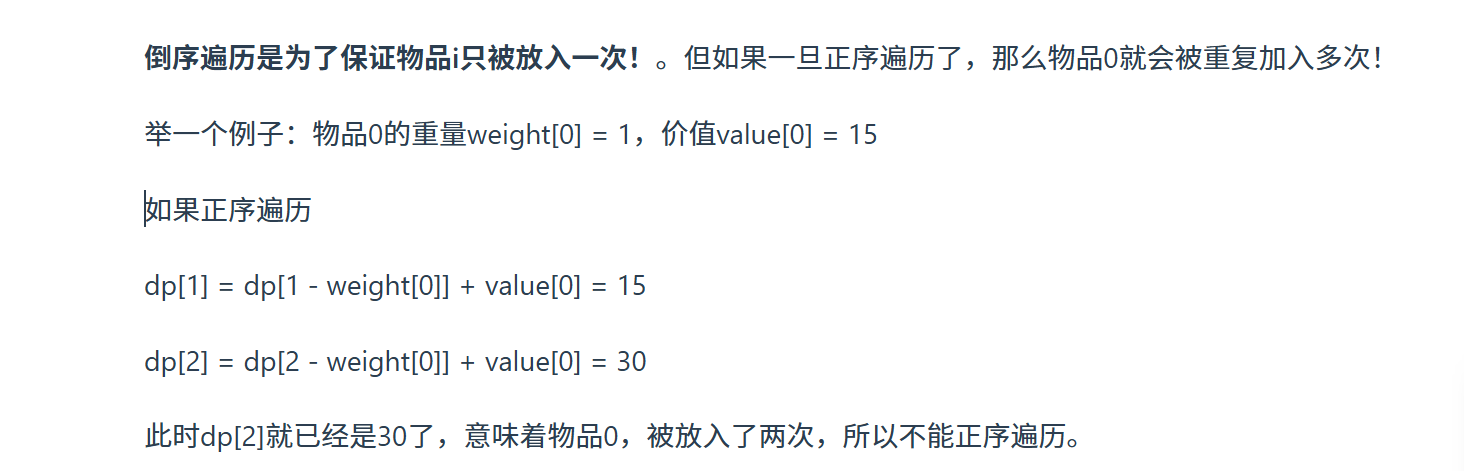 倒序遍历是为了保证物品i只被放入一次！。但如果一旦正序遍历了，那么物品0就会被重复加入多次！
举一个例子：物品0的重量weight[0] = 1，价值value[0] = 15
如果正序遍历
dp[1] = dp[1 - weight[0]] + value[0] = 15
dp[2] = dp[2 - weight[0]] + value[0] = 30
此时dp[2]就已经是30了，意味着物品0，被放入了两次，所以不能正序遍历。